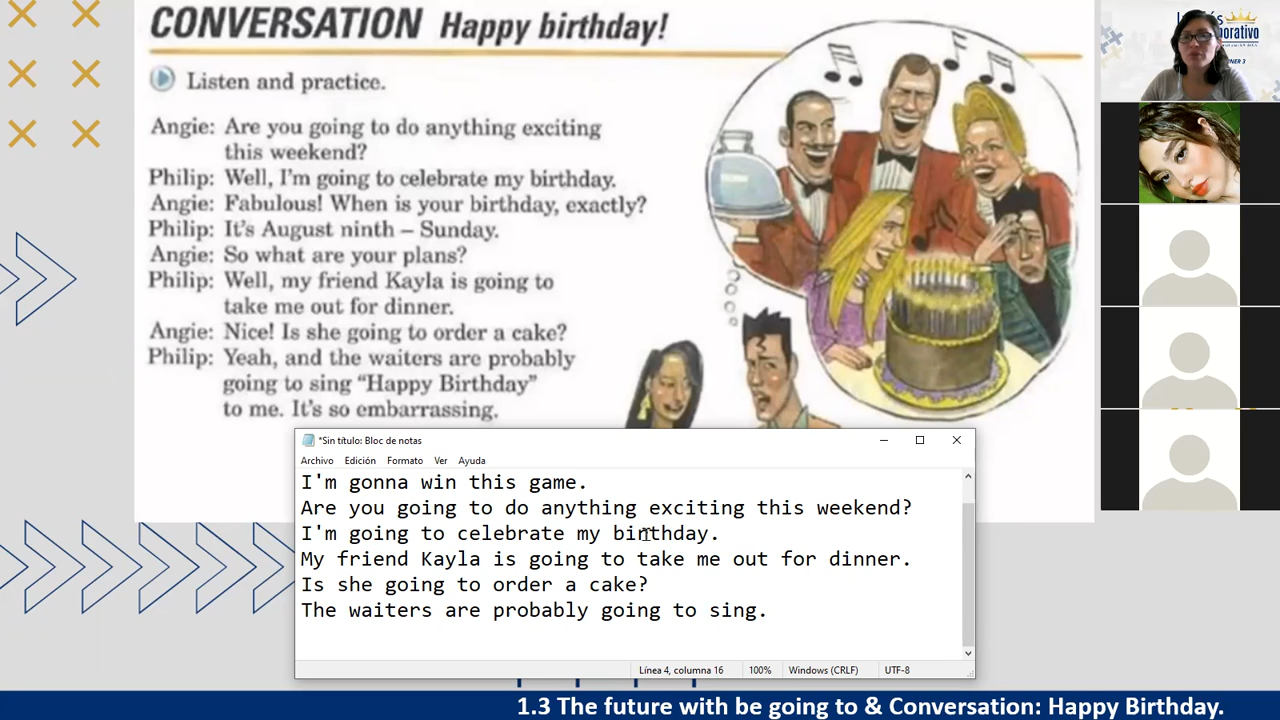 CONVERSATION Happy birthday!
Listen and practice.
Angie: Are you going to do anything exciting
this weekend?
Philip: Well, I'm going to celebrate my birthday.
Angie: Fabulous! When is your birthday, exactly?
Philip: It's August ninth – Sunday.
Angie: So what are your plans?
Philip: Well, my friend Kayla is going to
take me out for dinner.
Angie: Nice! Is she going to order a cake?
Philip: Yeah, and the waiters are probably
going to sing "Happy Birthday"
to me. It's so embarrassing.
*Sin título: Bloc de notas
Archivo Edición Formato Ver Ayuda
I'm gonna win this game.
Are you going to do anything exciting this weekend?
I'm going to celebrate my birthday.
My friend Kayla is going to take me out for dinner.
Is she going to order a cake?
The waiters are probably going to sing.
Línea 4, columna 16 100% Windows (CRLF) UTF-8
1.3 The future with be going to & Conversation: Happy Birthday.